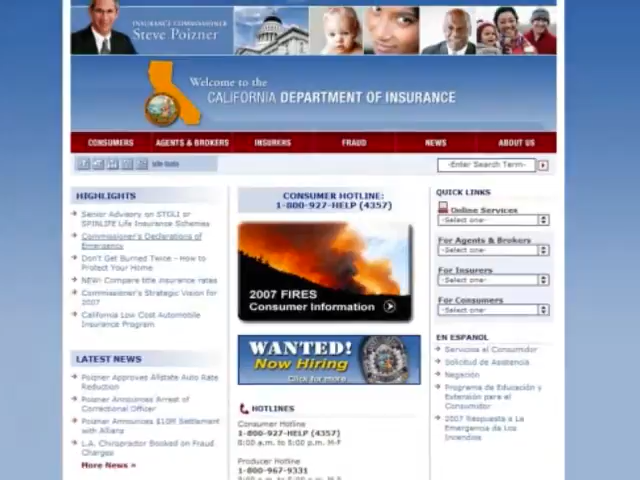 INSURANCE COMMISSIONER
Steve Poizner
Welcome to the
CALIFORNIA DEPARTMENT OF INSURANCE
CONSUMERS
AGENTS & BROKERS
INSURERS
FRAUD
NEWS
ABOUT US
site tools
-Enter Search Term-
HIGHLIGHTS
Senior Advisory on STOLI or
SPINLIFE Life Insurance Schemes
Commissioner's Declarations of
Emergency
Don't Get Burned Twice - How to
Protect Your Home
NEW! Compare title insurance rates
Commissioner's Strategic Vision for
2007
California Low Cost Automobile
Insurance Program
LATEST NEWS
Poizner Approves Allstate Auto Rate
Reduction
Poizner Announces Arrest of
Correctional Officer
Poizner Announces $10M Settlement
with Allianz
L.A. Chiropractor Booked on Fraud
Charges
More News »
CONSUMER HOTLINE:
1-800-927-HELP (4357)
2007 FIRES
Consumer Information
WANTED!
Now Hiring
Click for more
HOTLINES
Consumer Hotline
1-800-927-HELP (4357)
8:00 a.m. to 5:00 p.m. M-F
Producer Hotline
1-800-967-9331
8:00 a.m. to 5:00 p.m. M-F
QUICK LINKS
Online Services
-Select one-
For Agents & Brokers
-Select one-
For Insurers
-Select one-
For Consumers
-Select one-
EN ESPANOL
Servicios al Consumidor
Solicitud de Asistencia
Negación
Programa de Educación y
Extensión para el
Consumidor
2007 Respuesta a La
Emergencia de Los
Incendios